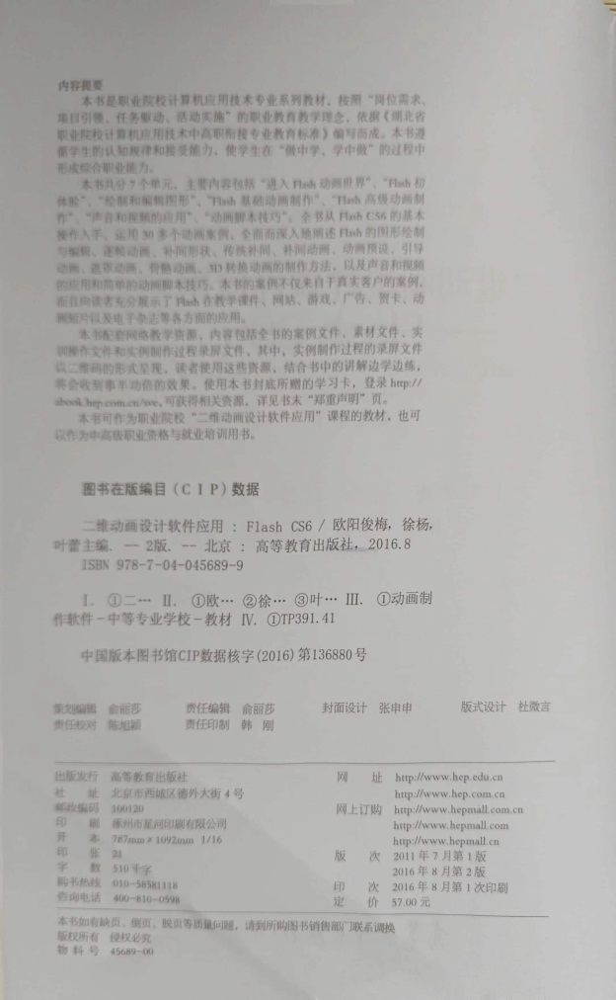 内容提要
本书是职业院校计算机应用技术专业系列教材，按照“岗位需求、
项目引领、任务驱动、活动实施”的职业教育教学理念，依据《湖北省
职业院校计算机应用技术中高职衔接专业教育标准》编写而成。本书遵
循学生的认知规律和接受能力，使学生在“做中学，学中做”的过程中
形成综合职业能力。
本书共分7个单元，主要内容包括“进入Flash动画世界”、“Flash初
体验”、“绘制和编辑图形”、“Flash基础动画制作”、“Flash高级动画制
作”、“声音和视频的应用”、“动画脚本技巧”。全书从Flash CS6的基本
操作入手，运用30多个动画案例，全面而深入地阐述Flash的图形绘制
与编辑、逐帧动画、补间形状、传统补间、补间动画、动画预设、引导
动画、遮罩动画、骨骼动画、3D转换动画的制作方法，以及声音和视频
的应用和简单的动画脚本技巧。本书的案例不仅来自于真实客户的案例，
而且向读者充分展示了Flash在教学课件、网站、游戏、广告、贺卡、动
画短片以及电子杂志等各方面的应用。
本书配套网络教学资源，内容包括全书的案例文件、素材文件、实
训操作文件和实例制作过程录屏文件，其中，实例制作过程的录屏文件
以二维码的形式呈现，读者使用这些资源，结合书中的讲解边学边练，
将会收到事半功倍的效果。使用本书封底所赠的学习卡，登录http://
abook.hep.com.cn/sve，可获得相关资源，详见书末“郑重声明”页。
本书可作为职业院校“二维动画设计软件应用”课程的教材，也可
以作为中高级职业资格与就业培训用书。
图书在版编目（CIP）数据
二维动画设计软件应用 : Flash CS6 / 欧阳俊梅，徐杨，
叶蕾主编. -- 2版. -- 北京 : 高等教育出版社，2016.8
ISBN 978-7-04-045689-9
Ⅰ. ①二… Ⅱ. ①欧… ②徐… ③叶… Ⅲ. ①动画制
作软件－中等专业学校－教材 Ⅳ. ①TP391.41
中国版本图书馆CIP数据核字(2016)第136880号
策划编辑 俞丽莎 责任编辑 俞丽莎 封面设计 张申申 版式设计 杜微言
责任校对 陈旭颖 责任印制 韩 刚
出版发行 高等教育出版社 网 址 http://www.hep.edu.cn
社 址 北京市西城区德外大街4号 http://www.hep.com.cn
邮政编码 100120 网上订购 http://www.hepmall.com.cn
印 刷 涿州市星河印刷有限公司 http://www.hepmall.com
开 本 787mm×1092mm 1/16 http://www.hepmall.cn
印 张 21 版 次 2011年7月第1版
字 数 510千字 2016年8月第2版
购书热线 010-58581118 印 次 2016年8月第1次印刷
咨询电话 400-810-0598 定 价 57.00元
本书如有缺页、倒页、脱页等质量问题，请到所购图书销售部门联系调换
版权所有 侵权必究
物 料 号 45689-00